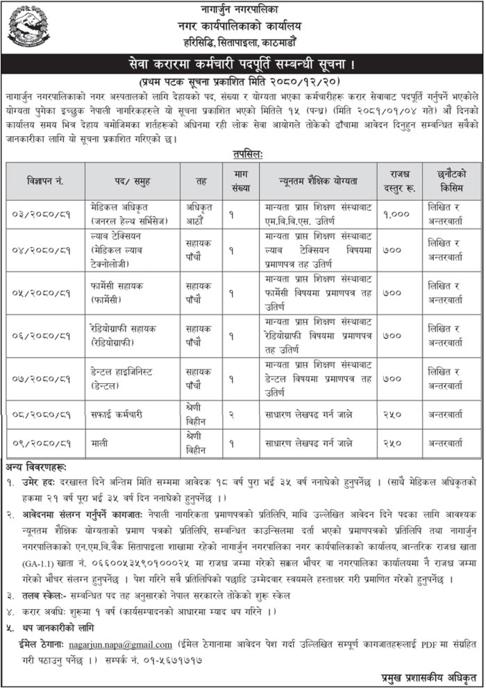 नागार्जुन नगरपालिका
नगर कार्यपालिकाको कार्यालय
हरिसिद्धि, सितापाइला, काठमाडौं
सेवा करारमा कर्मचारी पदपूर्ति सम्बन्धी सूचना !
(प्रथम पटक सूचना प्रकाशित मिति २०८०/१२/२०)
नागार्जुन नगरपालिकाको नगर अस्पतालको लागि देहायको पद, संख्या र योग्यता भएका कर्मचारीहरू करार सेवाबाट पदपूर्ति गर्नुपर्ने भएकोले
योग्यता पुगेका इच्छुक नेपाली नागरिकहरुले यो सूचना प्रकाशित भएको मितिले १५ (पन्ध्र) (मिति २०८१/०१/०४ गते) औं दिनको
कार्यालय समय भित्र देहाय बमोजिमका शर्तहरुको अधिनमा रही लोक सेवा आयोगले तोकेको ढाँचामा आवेदन दिनुहुन सम्बन्धित सबैको
जानकारीका लागि यो सूचना प्रकाशित गरिएको छ।
तपसिलः
विज्ञापन नं. पद/ समुह तह माग संख्या न्यूनतम शैक्षिक योग्यता राजश्व दस्तुर रू. छनौटको किसिम
०३/२०८०/८१ मेडिकल अधिकृत (जनरल हेल्थ सर्भिसेज) अधिकृत आठौं १ मान्यता प्राप्त शिक्षण संस्थाबाट एम.वि.वि.एस. उतिर्ण १,००० लिखित र अन्तरवार्ता
०४/२०८०/८१ ल्याव टेक्सियन (मेडिकल ल्याव टेक्नोलोजी) सहायक पाँचौं १ मान्यता प्राप्त शिक्षण संस्थाबाट ल्याव टेक्सियन विषयमा प्रमाणपत्र तह उतिर्ण ७०० लिखित र अन्तरवार्ता
०५/२०८०/८१ फार्मेसी सहायक (फार्मेसी) सहायक पाँचौं १ मान्यता प्राप्त शिक्षण संस्थाबाट फार्मेसी विषयमा प्रमाणपत्र तह उतिर्ण ७०० लिखित र अन्तरवार्ता
०६/२०८०/८१ रेडियोग्राफी सहायक (रेडियोग्राफी) सहायक पाँचौं १ मान्यता प्राप्त शिक्षण संस्थाबाट रेडियोग्राफी विषयमा प्रमाणपत्र तह उतिर्ण ७०० लिखित र अन्तरवार्ता
०७/२०८०/८१ डेन्टल हाइजिनिस्ट (डेन्टल) सहायक पाँचौं १ मान्यता प्राप्त शिक्षण संस्थाबाट डेन्टल विषयमा प्रमाणपत्र तह उतिर्ण ७०० लिखित र अन्तरवार्ता
०८/२०८०/८१ सफाई कर्मचारी श्रेणी विहीन २ साधारण लेखपढ गर्न जान्ने २५० अन्तरवार्ता
०९/२०८०/८१ माली श्रेणी विहीन १ साधारण लेखपढ गर्न जान्ने २५० अन्तरवार्ता
अन्य विवरणहरूः
१. उमेर हदः दरखास्त दिने अन्तिम मिति सम्ममा आवेदक १८ वर्ष पुरा भई ३५ वर्ष ननाघेको हुनुपर्नेछ । (साथै मेडिकल अधिकृतको
हकमा २१ वर्ष पूरा भई ३५ वर्ष दिन ननाघेको हुनुपर्नेछ ।)
२. आवेदनमा संलग्न गर्नुपर्ने कागजातः नेपाली नागरिकता प्रमाणपत्रको प्रतिलिपि, माथि उल्लेखित आवेदन दिने पदका लागि आवश्यक
न्यूनतम शैक्षिक योग्यताको प्रमाण पत्रको प्रतिलिपि, सम्बन्धित काउन्सिलमा दर्ता भएको प्रमाणपत्रको प्रतिलिपि तथा नागार्जुन
नगरपालिकाको एन.एम.वि.बैंक सितापाइला शाखामा रहेको नागार्जुन नगरपालिका नगर कार्यपालिकाको कार्यालय, आन्तरिक राजश्व खाता
(GA-1.1) खाता नं. ०६६००५३५९०१०००२५ मा राजश्व जम्मा गरेको सक्कल भौचर वा नगरपालिका कार्यालयमा नै राजश्व जम्मा
गरेको भौचर संलग्न हुनुपर्नेछ । पेश गरिने सबै प्रतिलिपिको पछाडि उम्मेदवार स्वयमले हस्ताक्षर गरी प्रमाणित गरेको हुनुपर्नेछ ।
३. तलब स्केलः- सम्बन्धित पद तह अनुसारको नेपाल सरकारले तोकेको शुरु स्केल
४. करार अवधिः शुरूमा १ वर्ष (कार्यसम्पादनको आधारमा म्याद थप गरिने ।)
५. थप जानकारीको लागि
ईमेल ठेगानाः nagarjun.napa@gmail.com (ईमेल ठेगानामा आवेदन पेश गर्दा उल्लिखित सम्पूर्ण कागजातहरूलाई PDF मा संग्रहित
गरी पठाउनु पर्नेछ ।) सम्पर्क नं. ०१-५६७१७१७
प्रमुख प्रशासकीय अधिकृत